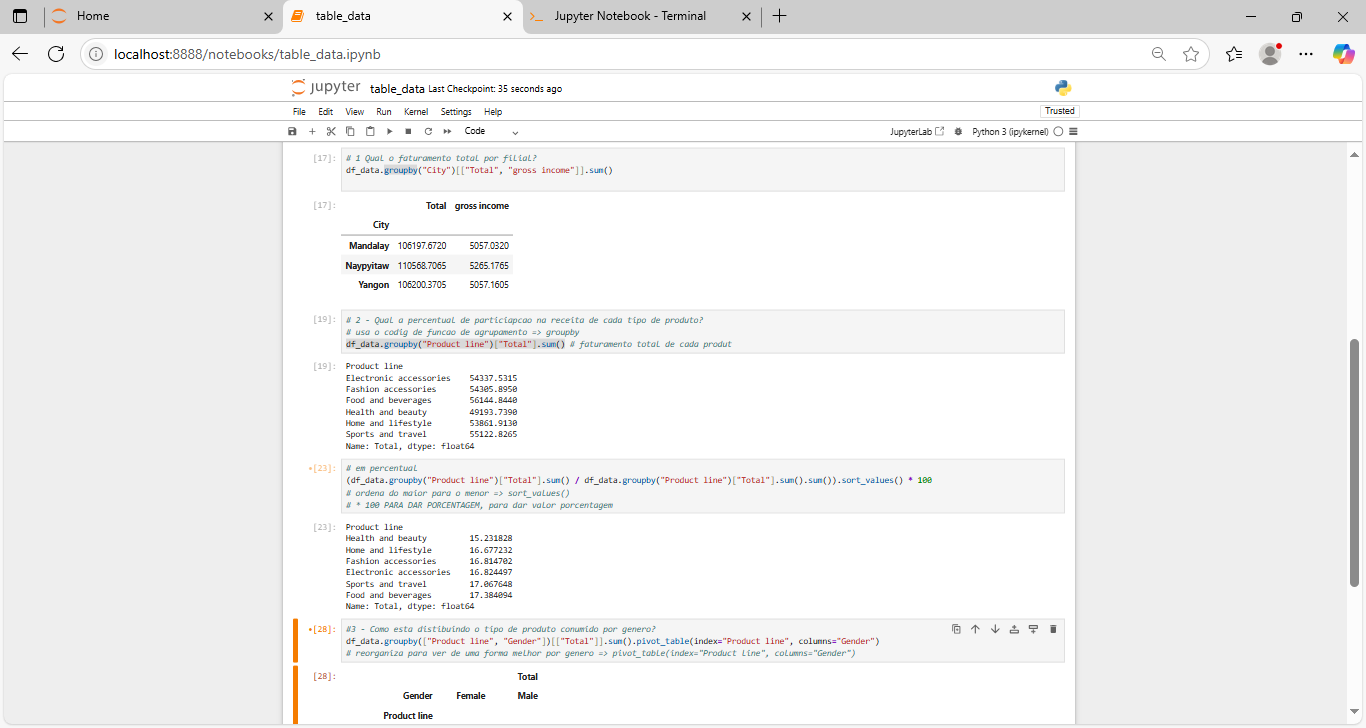 Home
table_data
Jupyter Notebook - Terminal
localhost:8888/notebooks/table_data.ipynb
jupyter table_data Last Checkpoint: 35 seconds ago
File Edit View Run Kernel Settings Help
Trusted
Code
JupyterLab
Python 3 (ipykernel)
[17]: # 1 Qual o faturamento total por filial?
df_data.groupby("City")[["Total", "gross income"]].sum()
[17]: Total gross income
City
Mandalay 106197.6720 5057.0320
Naypyitaw 110568.7065 5265.1765
Yangon 106200.3705 5057.1605
[19]: # 2 - Qual a percentual de particiapcao na receita de cada tipo de produto?
# usa o codig de funcao de agrupamento => groupby
df_data.groupby("Product line")["Total"].sum() # faturamento total de cada produt
[19]: Product line
Electronic accessories 54337.5315
Fashion accessories 54305.8950
Food and beverages 56144.8440
Health and beauty 49193.7390
Home and lifestyle 53861.9130
Sports and travel 55122.8265
Name: Total, dtype: float64
•[23]: # em percentual
(df_data.groupby("Product line")["Total"].sum() / df_data.groupby("Product line")["Total"].sum().sum()).sort_values() * 100
# ordena do maior para o menor => sort_values()
# * 100 PARA DAR PORCENTAGEM, para dar valor porcentagem
[23]: Product line
Health and beauty 15.231828
Home and lifestyle 16.677232
Fashion accessories 16.814702
Electronic accessories 16.824497
Sports and travel 17.067648
Food and beverages 17.384094
Name: Total, dtype: float64
•[28]: #3 - Como esta distibuindo o tipo de produto conumido por genero?
df_data.groupby(["Product line", "Gender"])[["Total"]].sum().pivot_table(index="Product line", columns="Gender")
# reorganiza para ver de uma forma melhor por genero => pivot_table(index="Product line", columns="Gender")
[28]: Total
Gender Female Male
Product line